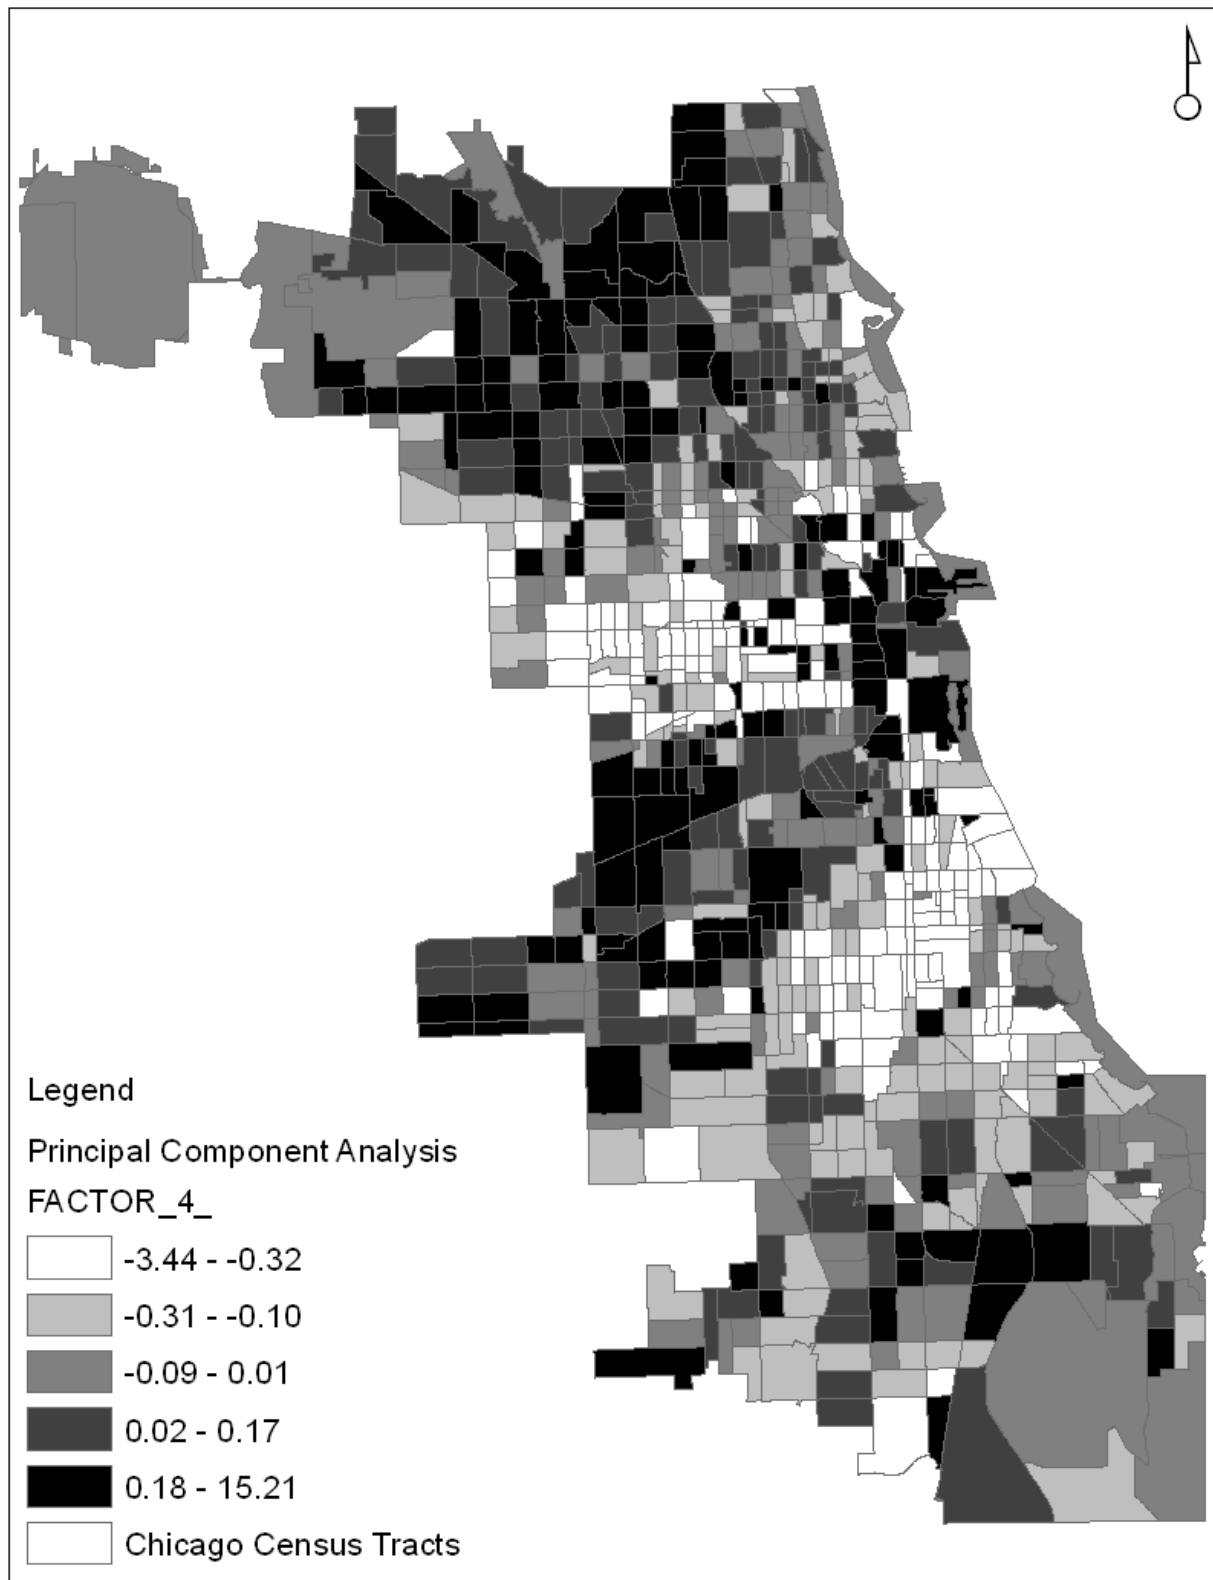 Legend
Principal Component Analysis
FACTOR_4_
-3.44 - -0.32
-0.31 - -0.10
-0.09 - 0.01
0.02 - 0.17
0.18 - 15.21
Chicago Census Tracts